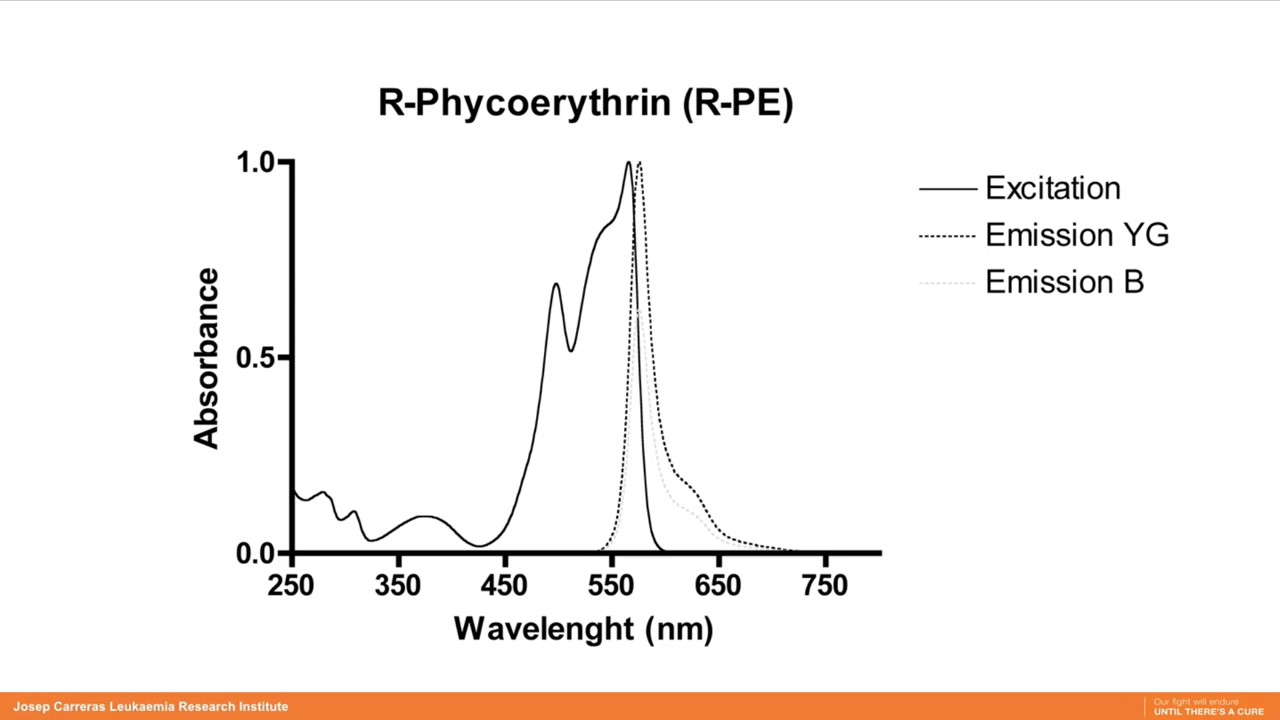 R-Phycoerythrin (R-PE)
1.0
0.5
0.0
Absorbance
250 350 450 550 650 750
Wavelenght (nm)
Excitation
Emission YG
Emission B
Josep Carreras Leukaemia Research Institute
Our fight will endure
UNTIL THERE'S A CURE